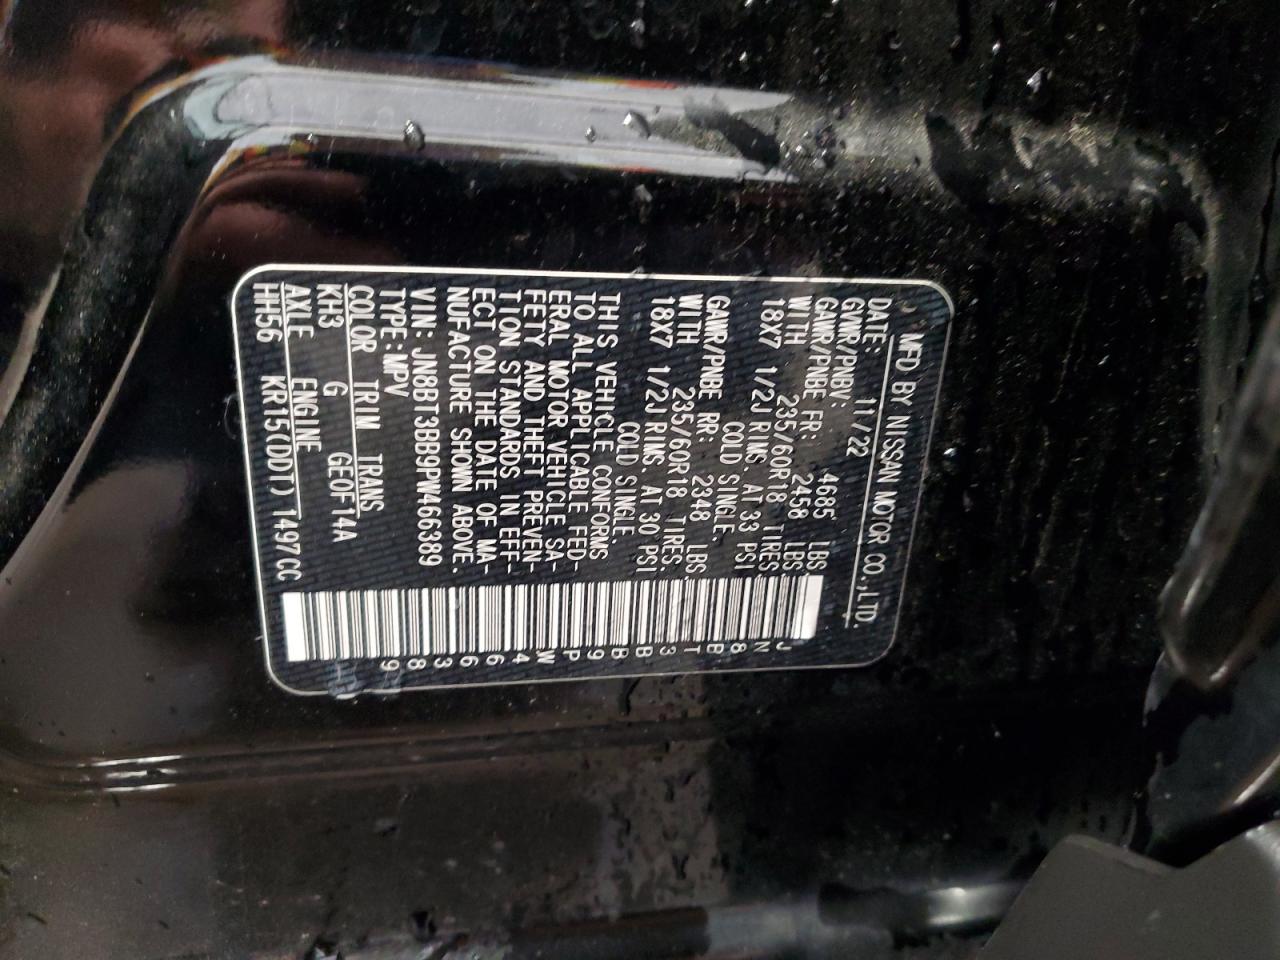 MFD BY NISSAN MOTOR CO.,LTD.
DATE: 11/22
GVWR/PNBV: 4685 LBS
GAWR/PNBE FR: 2458 LBS
WITH 235/60R18 TIRES
18X7 1/2J RIMS. AT 33 PSI
COLD SINGLE.
GAWR/PNBE RR: 2348 LBS.
WITH 235/60R18 TIRES.
18X7 1/2J RIMS. AT 30 PSI
COLD SINGLE
THIS VEHICLE CONFORMS
TO ALL APPLICABLE FED-
ERAL MOTOR VEHICLE SA-
FETY AND THEFT PREVEN-
TION STANDARDS IN EFF-
ECT ON THE DATE OF MA-
NUFACTURE SHOWN ABOVE.
VIN: JN8BT3BB9PW466389
TYPE:MPV
COLOR TRIM TRANS
KH3 G GEOF14A
AXLE ENGINE
HH56 KR15(DDT)1497CC
JN8BT3BB9PW466389